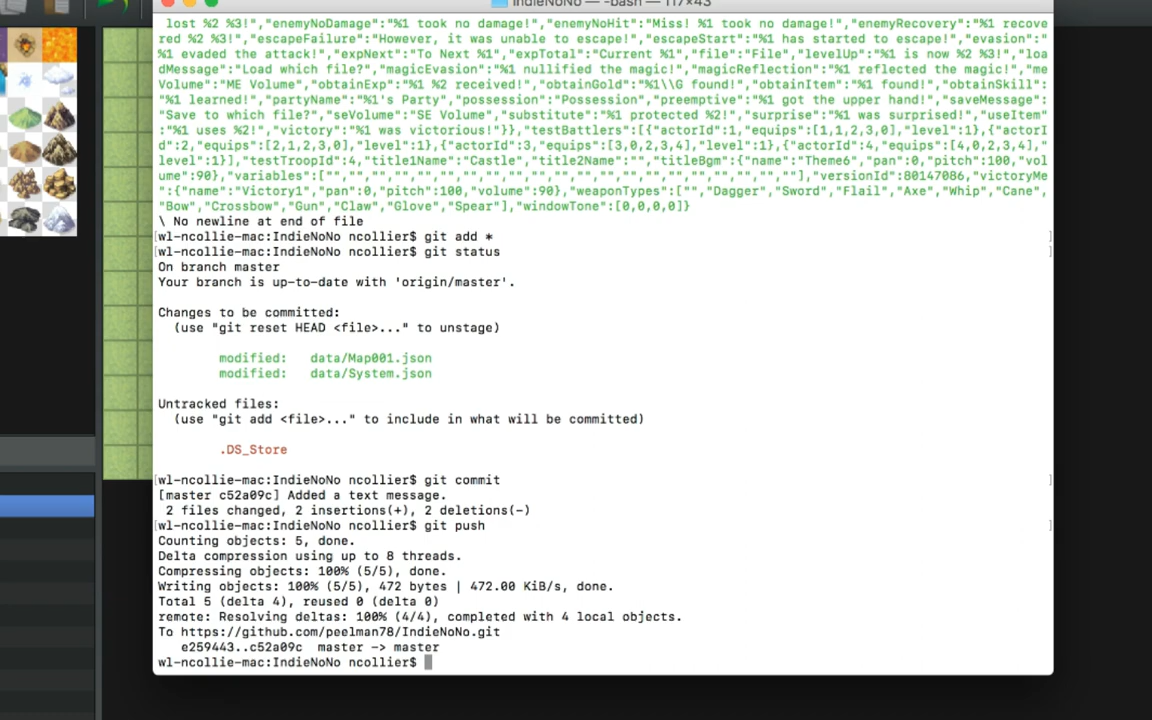 IndieNoNo — -bash — 117×43
lost %2 %3!","enemyNoDamage":"%1 took no damage!","enemyNoHit":"Miss! %1 took no damage!","enemyRecovery":"%1 recove
red %2 %3!","escapeFailure":"However, it was unable to escape!","escapeStart":"%1 has started to escape!","evasion":"
%1 evaded the attack!","expNext":"To Next %1","expTotal":"Current %1","file":"File","levelUp":"%1 is now %2 %3!","loa
dMessage":"Load which file?","magicEvasion":"%1 nullified the magic!","magicReflection":"%1 reflected the magic!","me
Volume":"ME Volume","obtainExp":"%1 %2 received!","obtainGold":"%1\\G found!","obtainItem":"%1 found!","obtainSkill":
"%1 learned!","partyName":"%1's Party","possession":"Possession","preemptive":"%1 got the upper hand!","saveMessage":
"Save to which file?","seVolume":"SE Volume","substitute":"%1 protected %2!","surprise":"%1 was surprised!","useItem"
:"%1 uses %2!","victory":"%1 was victorious!"}},"testBattlers":[{"actorId":1,"equips":[1,1,2,3,0],"level":1},{"actorI
d":2,"equips":[2,1,2,3,0],"level":1},{"actorId":3,"equips":[3,0,2,3,4],"level":1},{"actorId":4,"equips":[4,0,2,3,4],"
level":1}],"testTroopId":4,"title1Name":"Castle","title2Name":"","titleBgm":{"name":"Theme6","pan":0,"pitch":100,"vol
ume":90},"variables":["","","","","","","","","","","","","","","","","","","","",""],"versionId":80147086,"victoryMe
":{"name":"Victory1","pan":0,"pitch":100,"volume":90},"weaponTypes":["","Dagger","Sword","Flail","Axe","Whip","Cane",
"Bow","Crossbow","Gun","Claw","Glove","Spear"],"windowTone":[0,0,0,0]}
\ No newline at end of file
[wl-ncollie-mac:IndieNoNo ncollier$ git add * ]
[wl-ncollie-mac:IndieNoNo ncollier$ git status ]
On branch master
Your branch is up-to-date with 'origin/master'.
Changes to be committed:
(use "git reset HEAD <file>..." to unstage)
modified: data/Map001.json
modified: data/System.json
Untracked files:
(use "git add <file>..." to include in what will be committed)
.DS_Store
[wl-ncollie-mac:IndieNoNo ncollier$ git commit ]
[master c52a09c] Added a text message.
2 files changed, 2 insertions(+), 2 deletions(-)
[wl-ncollie-mac:IndieNoNo ncollier$ git push ]
Counting objects: 5, done.
Delta compression using up to 8 threads.
Compressing objects: 100% (5/5), done.
Writing objects: 100% (5/5), 472 bytes | 472.00 KiB/s, done.
Total 5 (delta 4), reused 0 (delta 0)
remote: Resolving deltas: 100% (4/4), completed with 4 local objects.
To https://github.com/peelman78/IndieNoNo.git
e259443..c52a09c master -> master
wl-ncollie-mac:IndieNoNo ncollier$